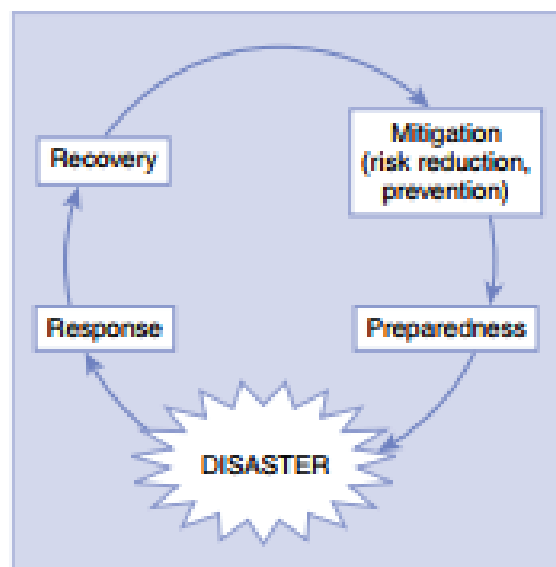 Mitigation
(risk reduction,
prevention)
Recovery
Response
Preparedness
DISASTER